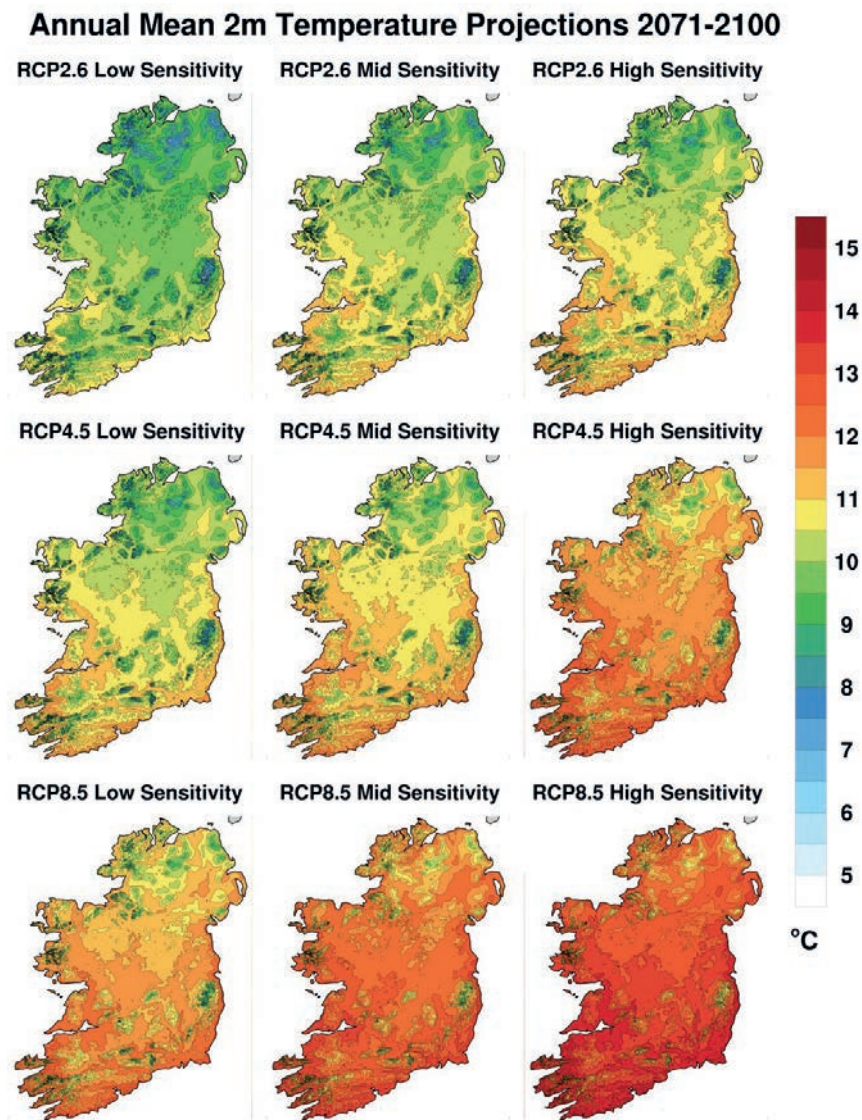 Annual Mean 2m Temperature Projections 2071-2100
RCP2.6 Low Sensitivity
RCP2.6 Mid Sensitivity
RCP2.6 High Sensitivity
RCP4.5 Low Sensitivity
RCP4.5 Mid Sensitivity
RCP4.5 High Sensitivity
RCP8.5 Low Sensitivity
RCP8.5 Mid Sensitivity
RCP8.5 High Sensitivity
15
14
13
12
11
10
9
8
7
6
5
°C